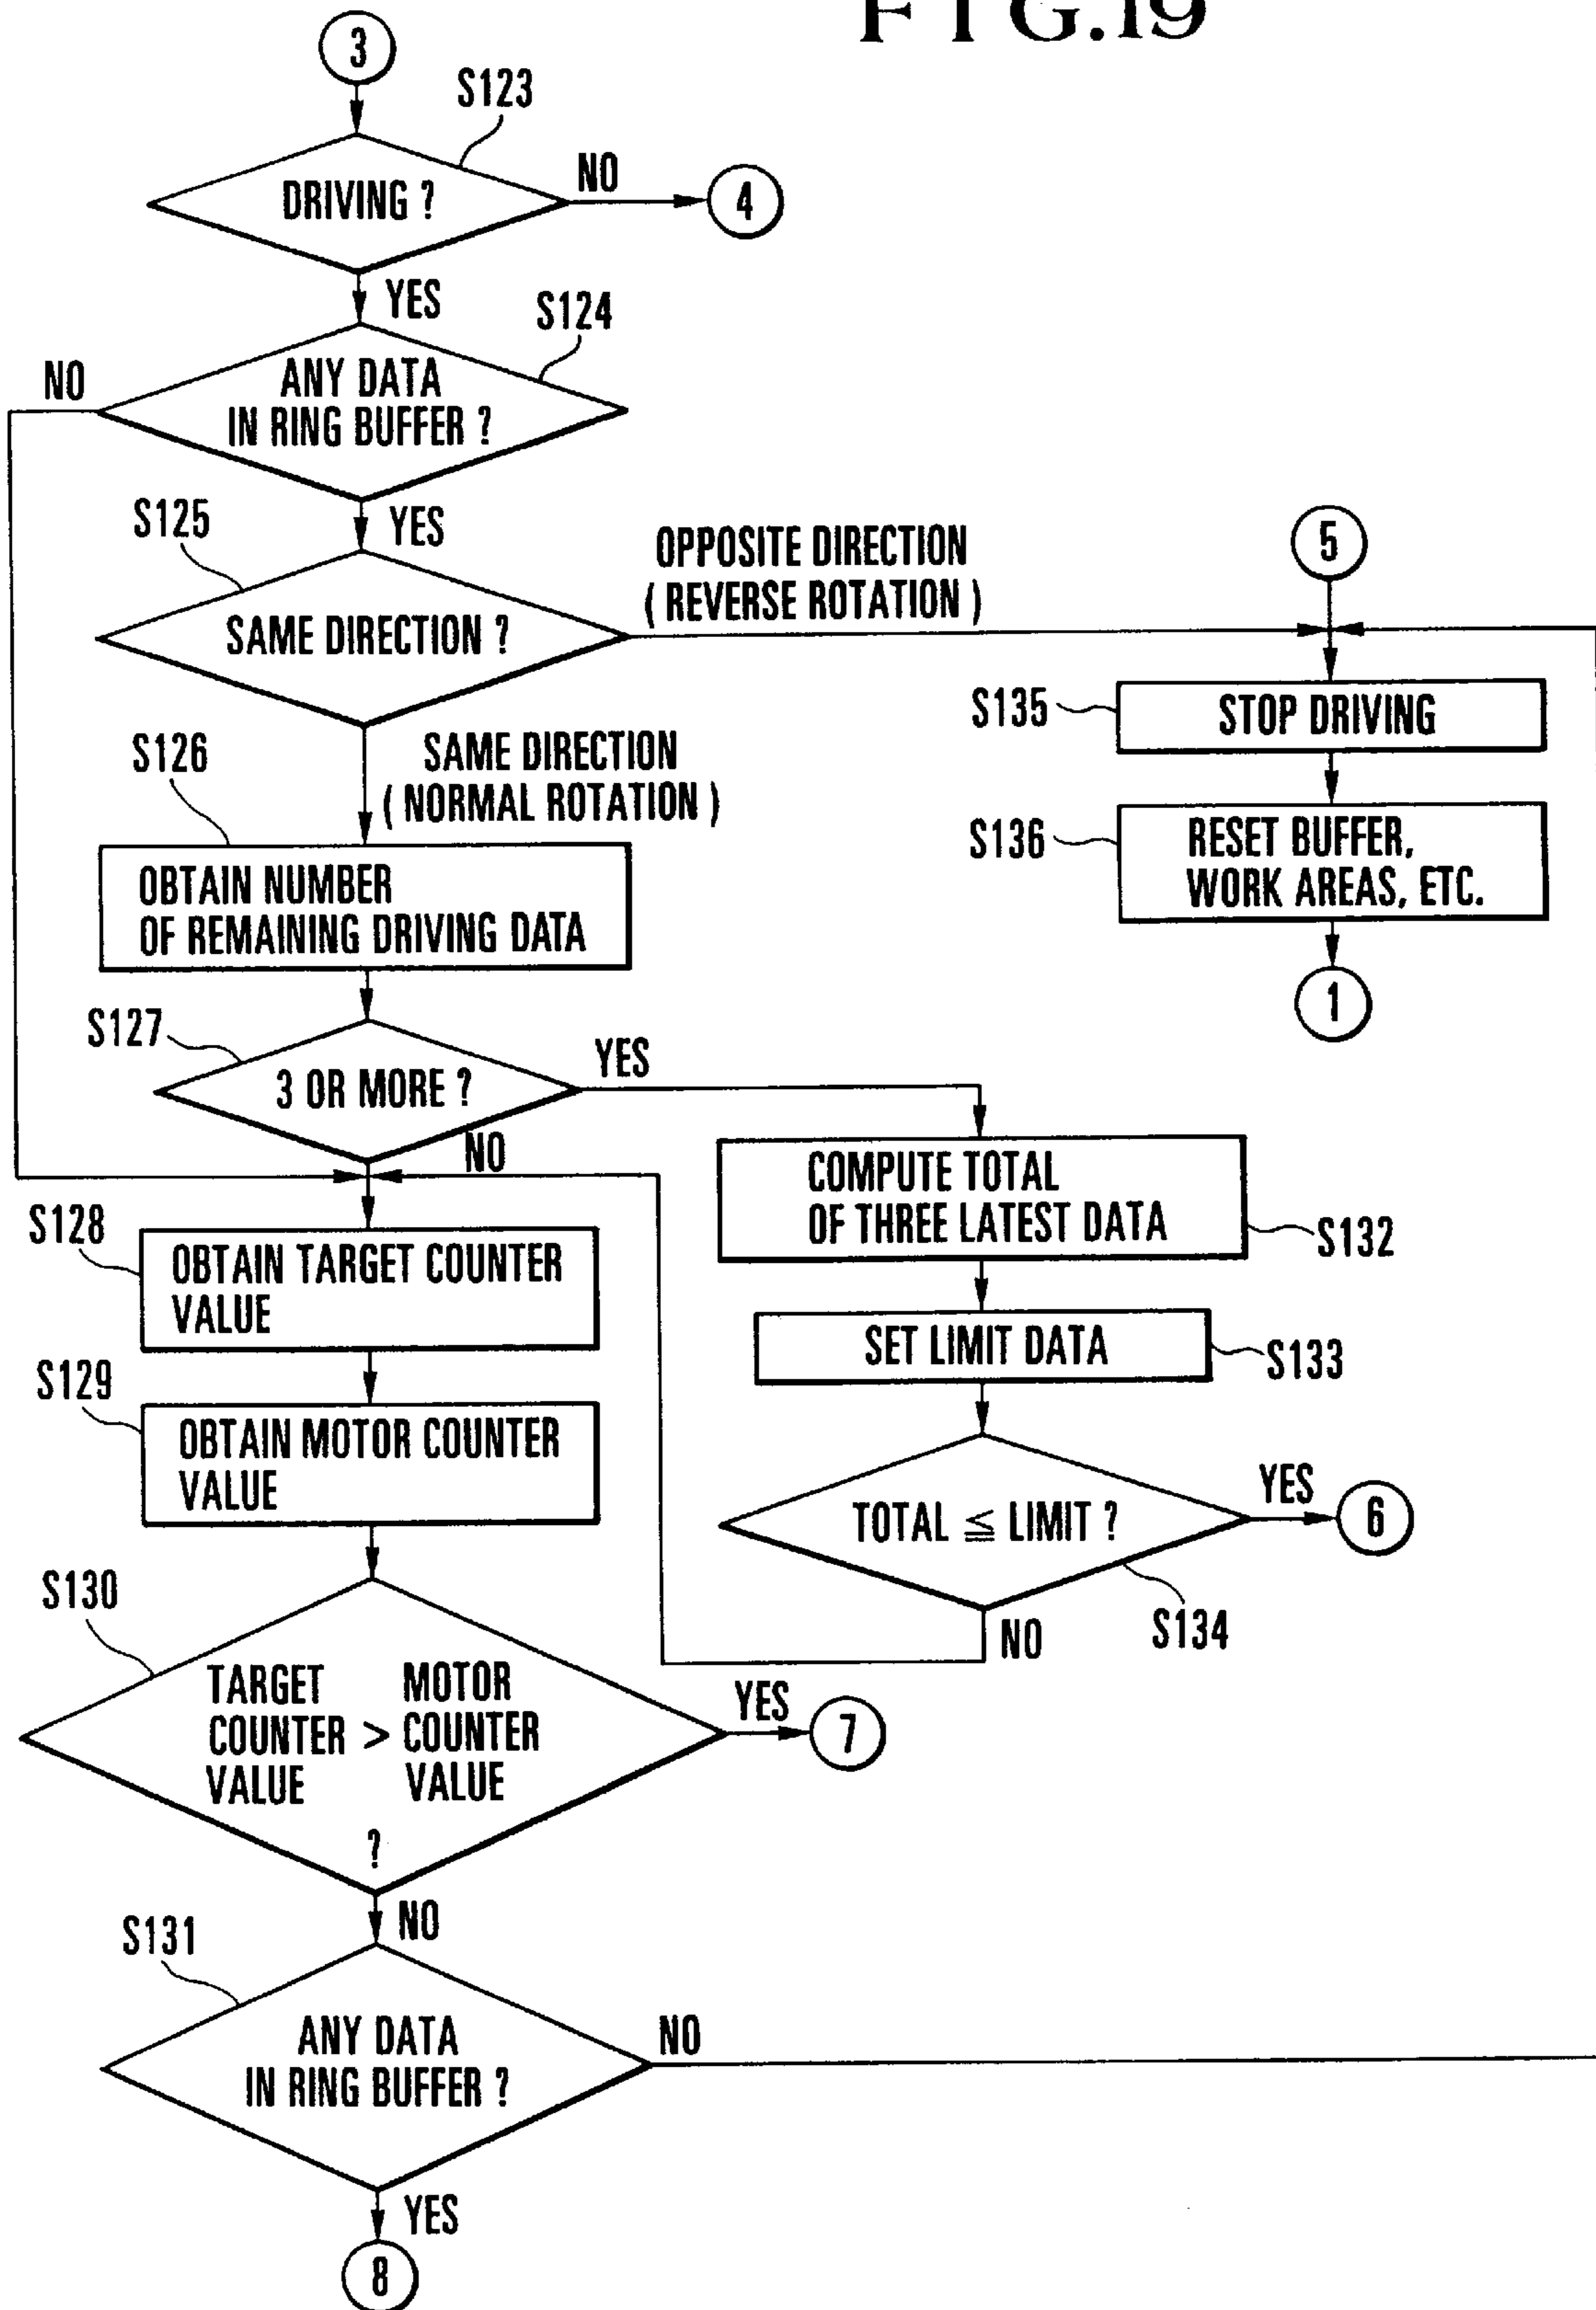 FIG.19
3
S123
DRIVING ?
NO
4
YES
S124
NO
ANY DATA
IN RING BUFFER ?
S125
YES
OPPOSITE DIRECTION
( REVERSE ROTATION )
5
SAME DIRECTION ?
S135
STOP DRIVING
S126
SAME DIRECTION
( NORMAL ROTATION )
S136
RESET BUFFER,
WORK AREAS, ETC.
OBTAIN NUMBER
OF REMAINING DRIVING DATA
1
S127
3 OR MORE ?
YES
NO
COMPUTE TOTAL
OF THREE LATEST DATA
S132
S128
OBTAIN TARGET COUNTER
VALUE
SET LIMIT DATA
S133
S129
OBTAIN MOTOR COUNTER
VALUE
TOTAL ≦ LIMIT ?
YES
6
S134
NO
S130
TARGET MOTOR
COUNTER > COUNTER
VALUE VALUE
?
YES
7
NO
S131
ANY DATA
IN RING BUFFER ?
NO
YES
8